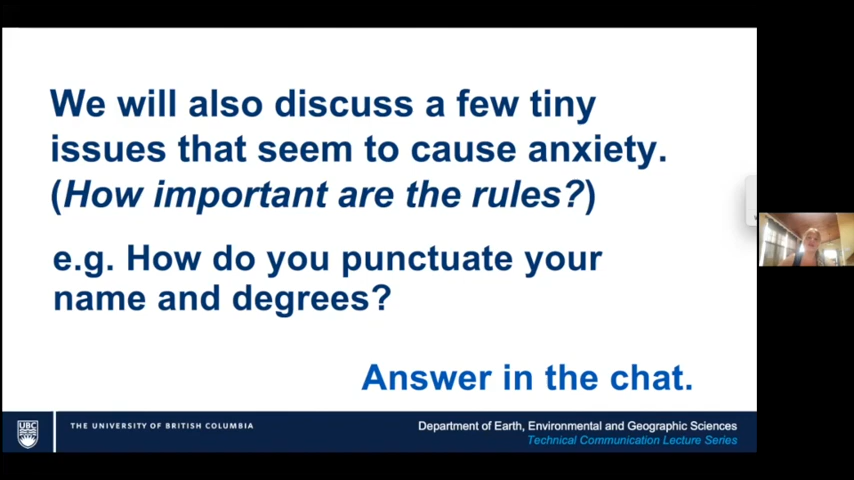 We will also discuss a few tiny
issues that seem to cause anxiety.
(How important are the rules?)
e.g. How do you punctuate your
name and degrees?
Answer in the chat.
UBC
THE UNIVERSITY OF BRITISH COLUMBIA
Department of Earth, Environmental and Geographic Sciences
Technical Communication Lecture Series